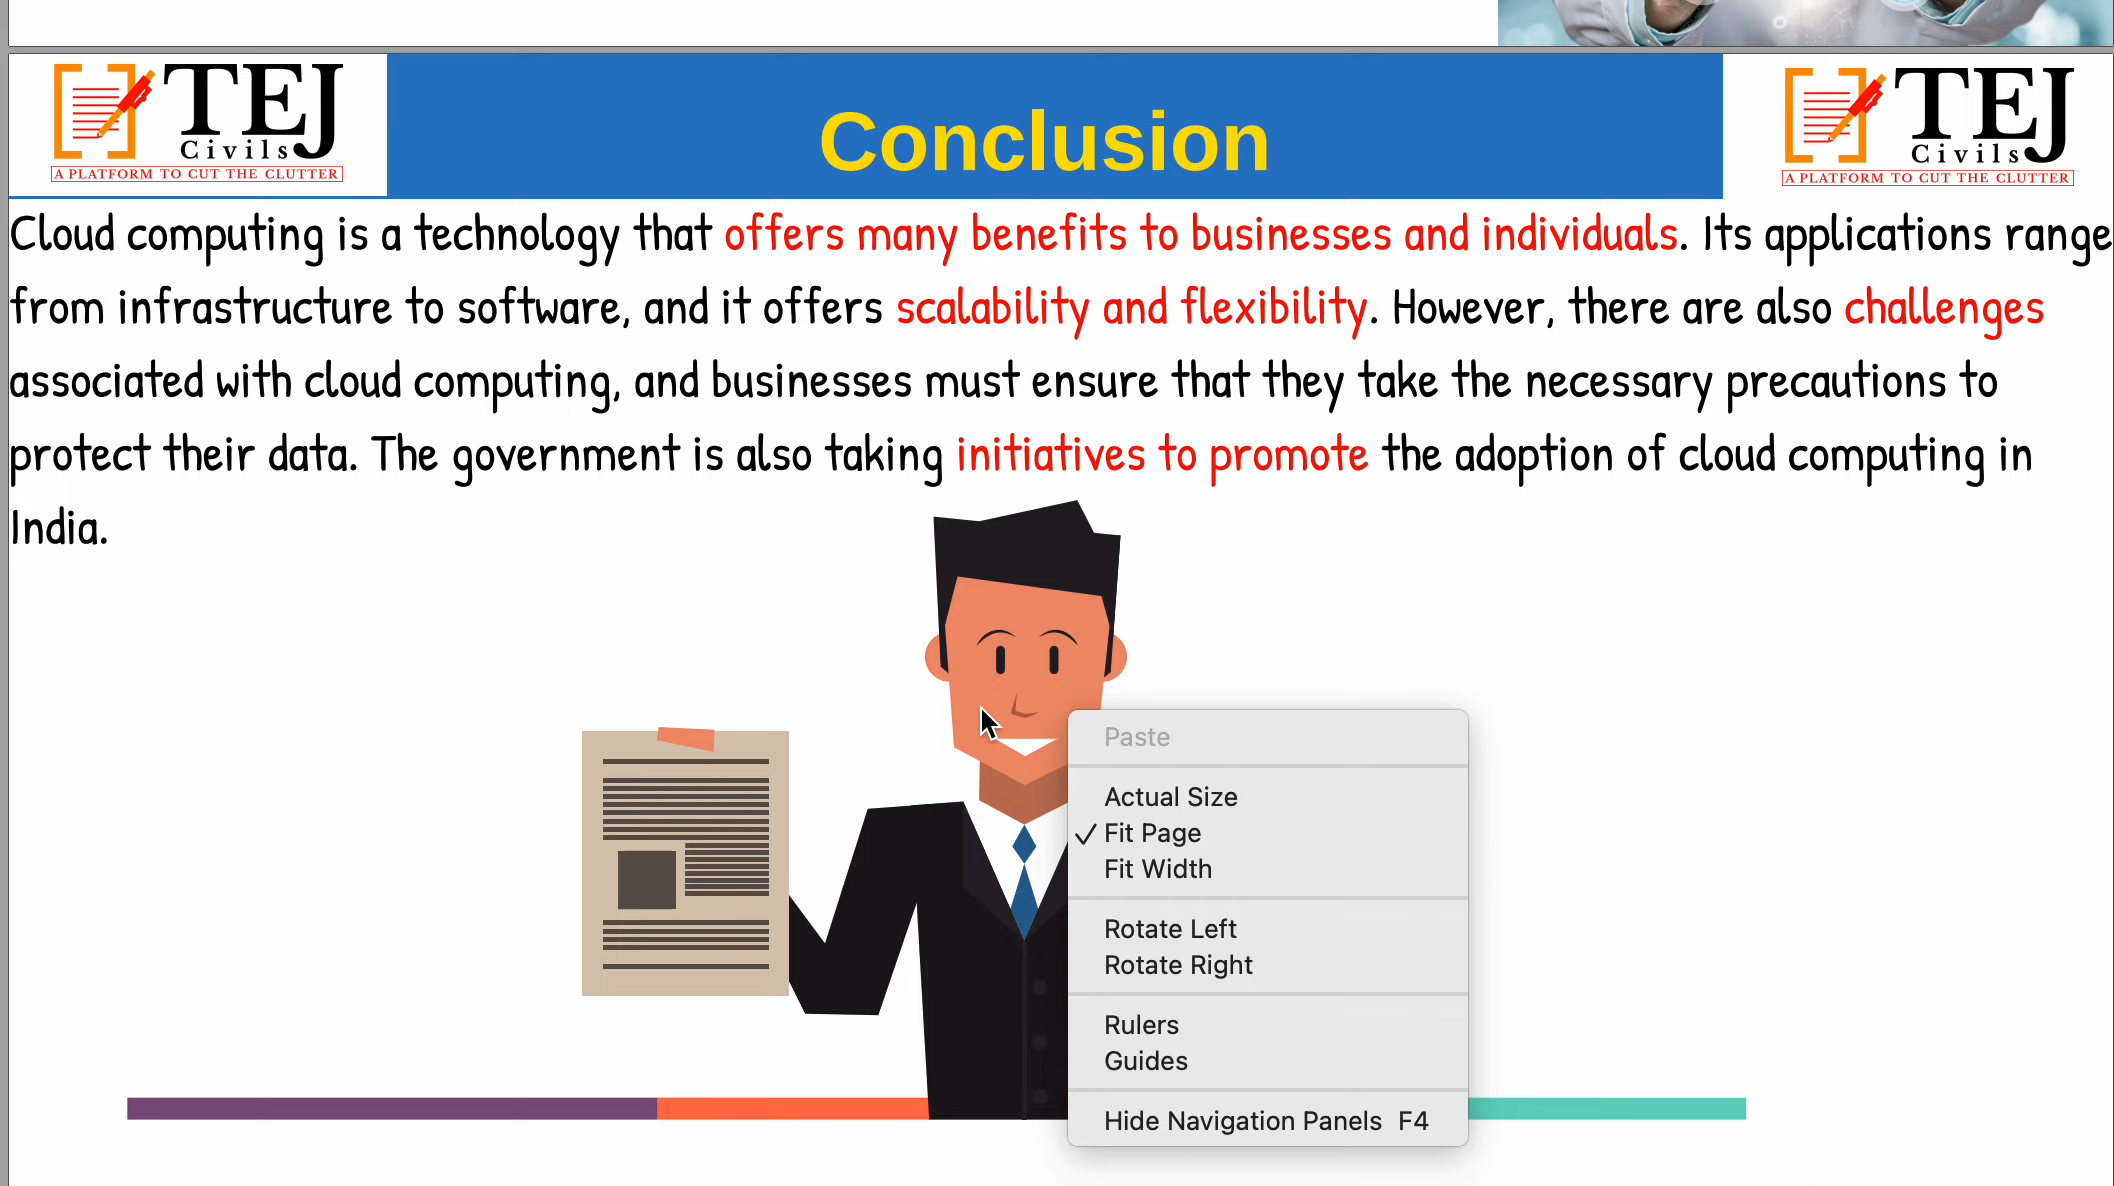 TEJ
Civils
A PLATFORM TO CUT THE CLUTTER
Conclusion
TEJ
Civils
A PLATFORM TO CUT THE CLUTTER
Cloud computing is a technology that offers many benefits to businesses and individuals. Its applications range
from infrastructure to software, and it offers scalability and flexibility. However, there are also challenges
associated with cloud computing, and businesses must ensure that they take the necessary precautions to
protect their data. The government is also taking initiatives to promote the adoption of cloud computing in
India.
Paste
Actual Size
Fit Page
Fit Width
Rotate Left
Rotate Right
Rulers
Guides
Hide Navigation Panels F4